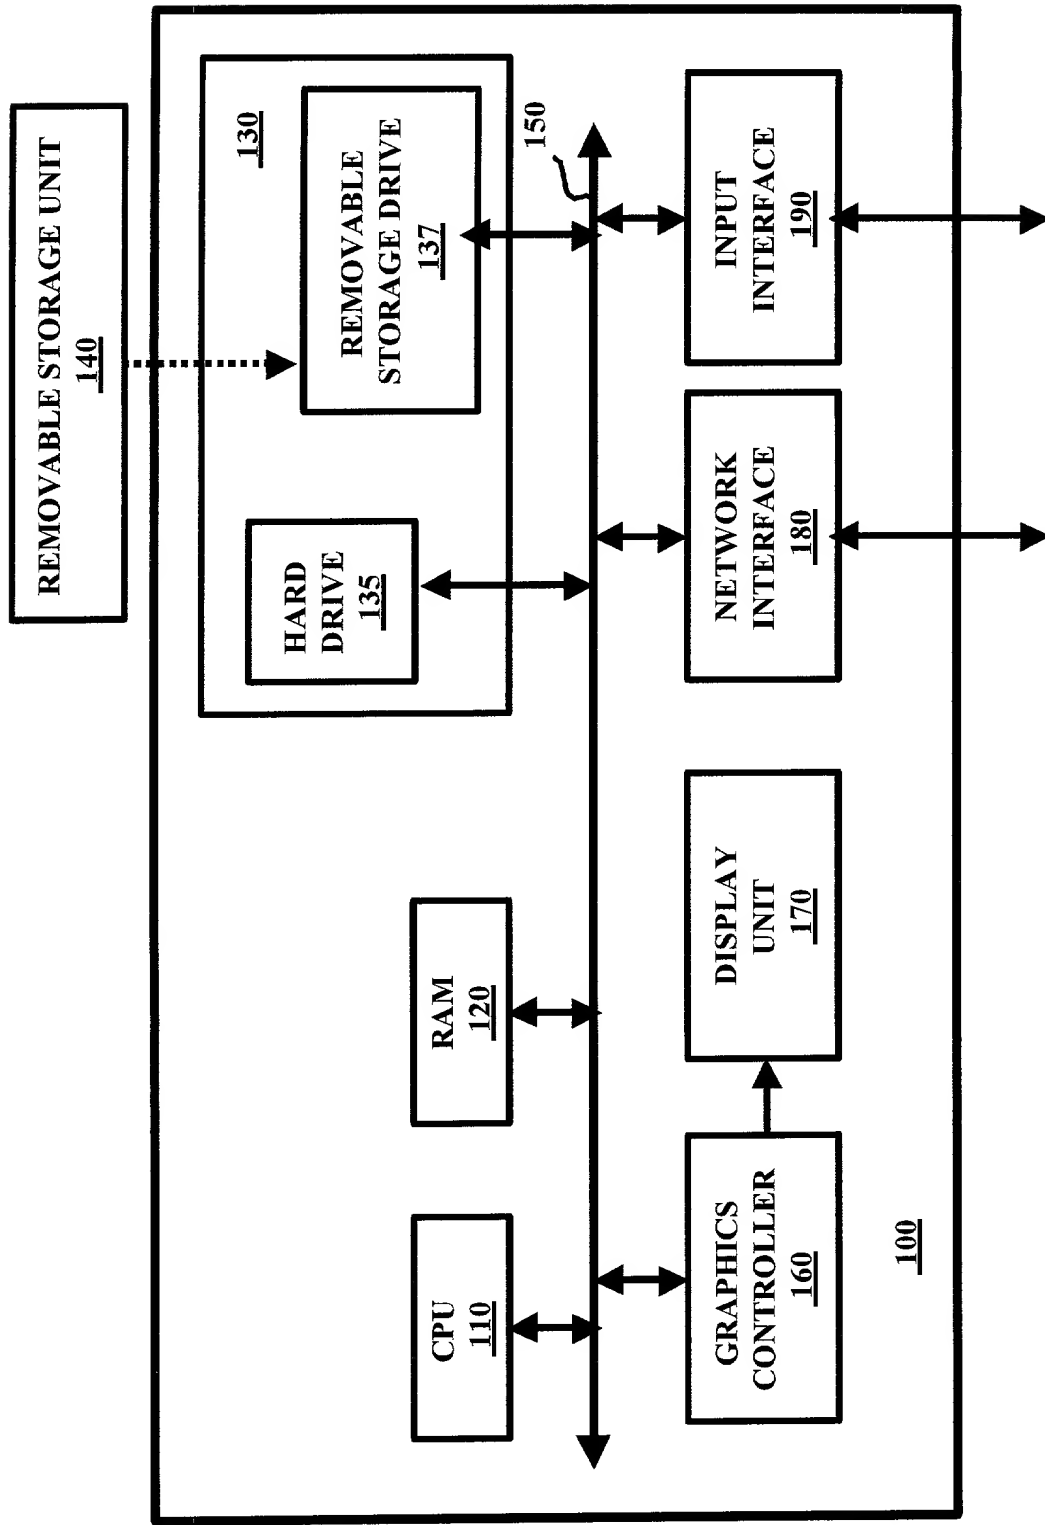 REMOVABLE STORAGE UNIT
140
130
HARD
DRIVE
135
REMOVABLE
STORAGE DRIVE
137
CPU
110
RAM
120
150
GRAPHICS
CONTROLLER
160
DISPLAY
UNIT
170
NETWORK
INTERFACE
180
INPUT
INTERFACE
190
100